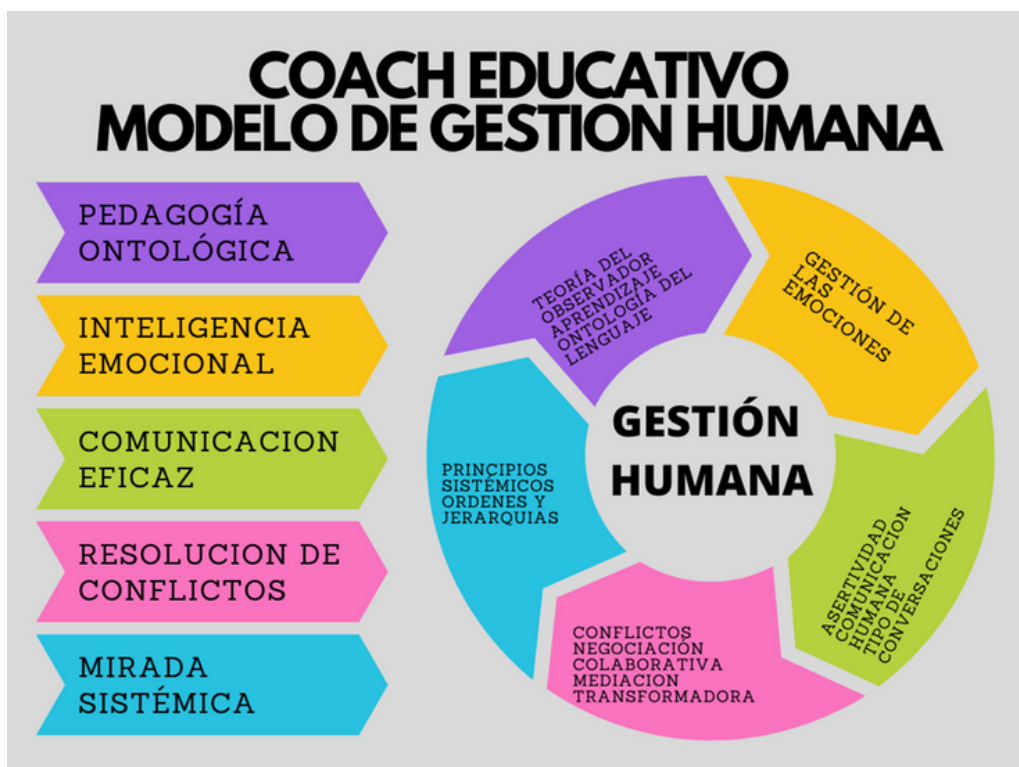 COACH EDUCATIVO
MODELO DE GESTION HUMANA
PEDAGOGÍA
ONTOLÓGICA
INTELIGENCIA
EMOCIONAL
COMUNICACION
EFICAZ
RESOLUCION DE
CONFLICTOS
MIRADA
SISTÉMICA
TEORÍA DEL
OBSERVADOR
APRENDIZAJE
ONTOLOGÍA DEL
LENGUAJE
GESTIÓN DE
LAS
EMOCIONES
ASERTIVIDAD
COMUNICACION
HUMANA
TIPO DE
CONVERSACIONES
CONFLICTOS
NEGOCIACIÓN
COLABORATIVA
MEDIACION
TRANSFORMADORA
PRINCIPIOS
SISTÉMICOS
ORDENES Y
JERARQUIAS
GESTIÓN
HUMANA